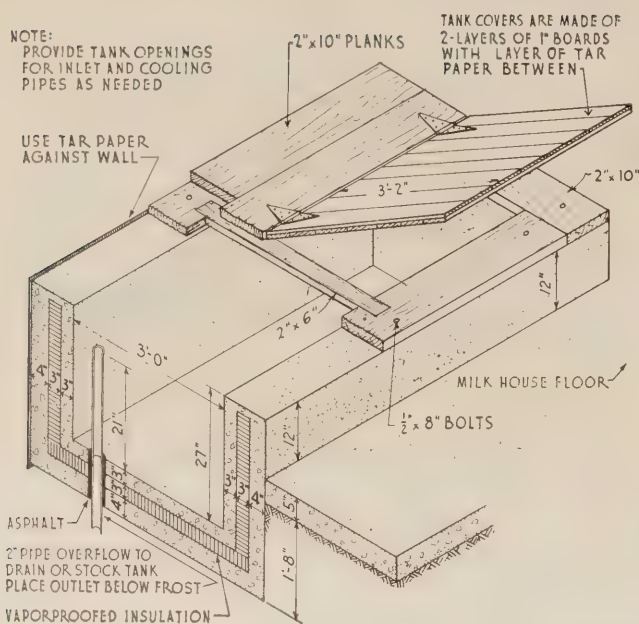 NOTE:
PROVIDE TANK OPENINGS
FOR INLET AND COOLING
PIPES AS NEEDED
2"x10" PLANKS
TANK COVERS ARE MADE OF
2-LAYERS OF 1" BOARDS
WITH LAYER OF TAR
PAPER BETWEEN
USE TAR PAPER
AGAINST WALL
3'-2"
2"x10"
2"x6"
12"
3'-0"
MILK HOUSE FLOOR
4" 3" 3"
21"
27"
12"
½"x 8" BOLTS
3" 3" 4"
4" 3" 3"
5"
1'-8"
ASPHALT
2" PIPE OVERFLOW TO
DRAIN OR STOCK TANK
PLACE OUTLET BELOW FROST
VAPORPROOFED INSULATION